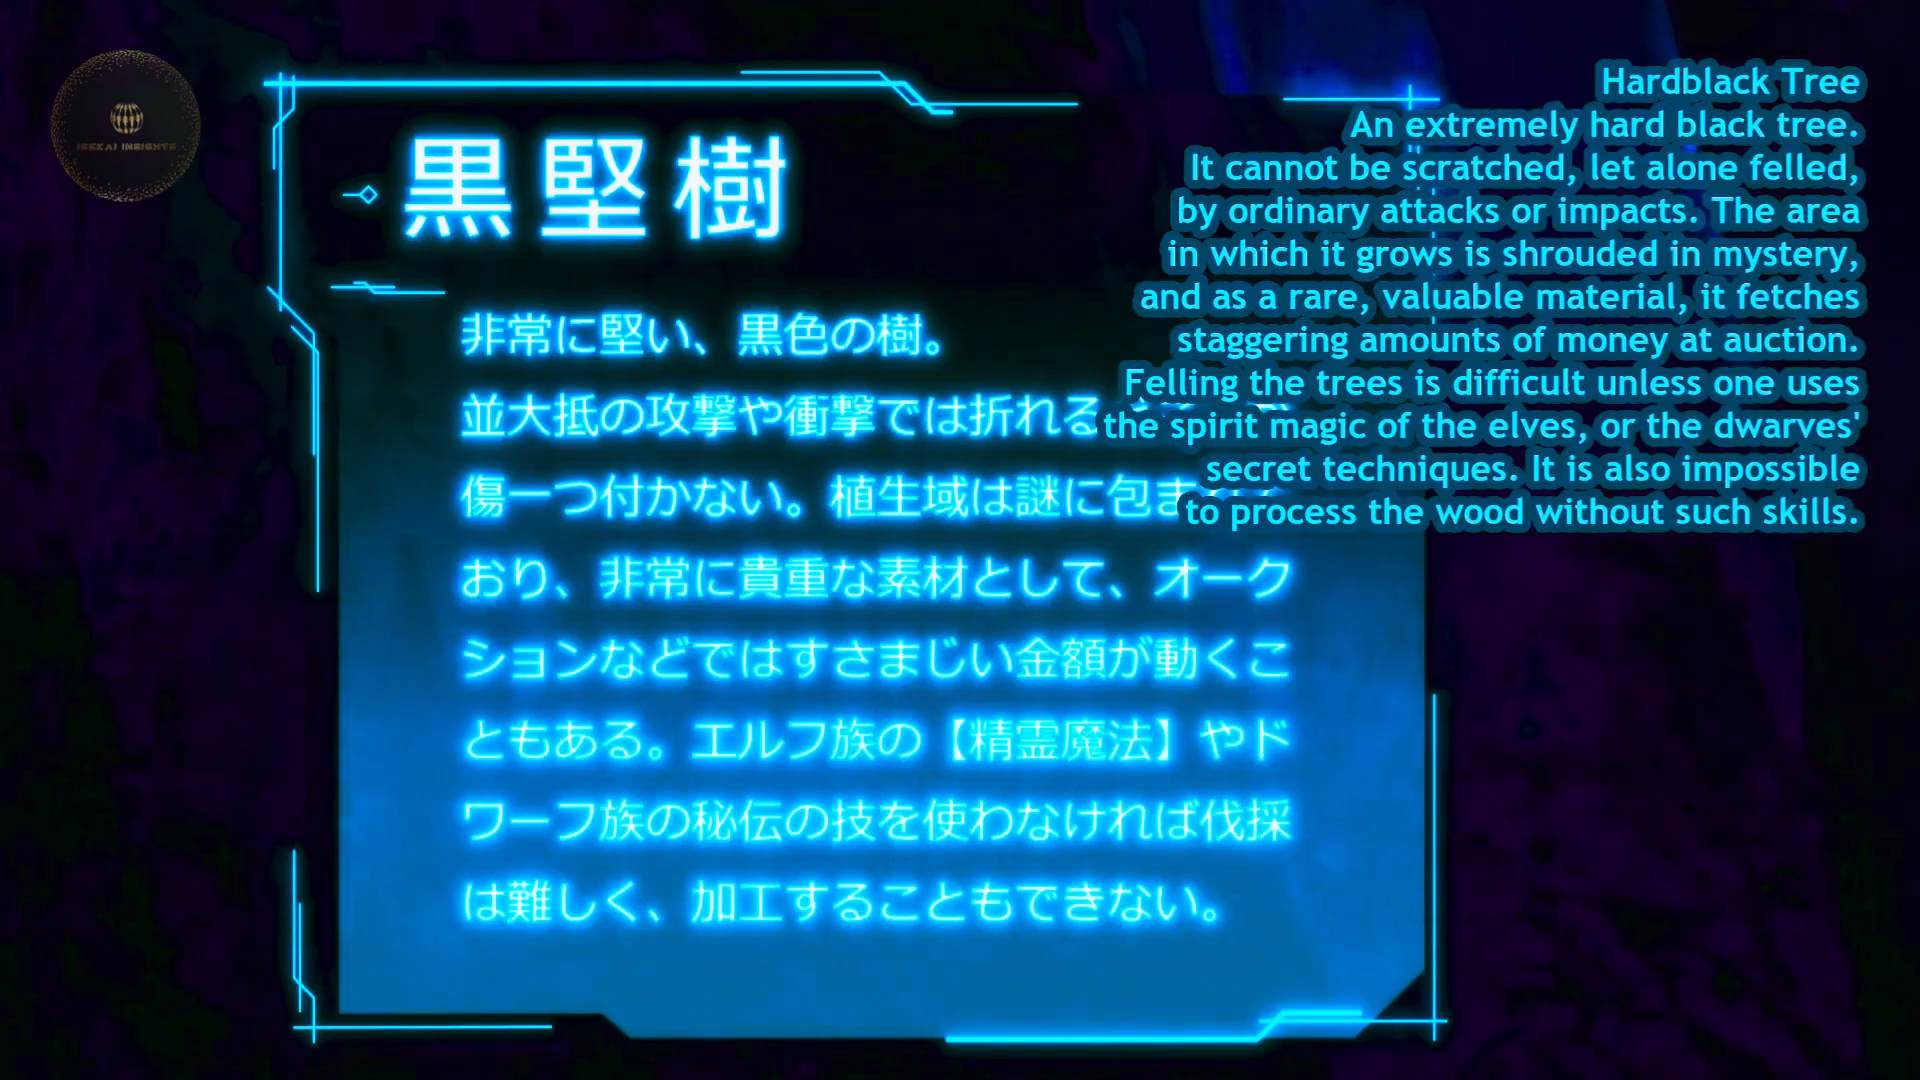 ISEKAI INSIGHTS
黒堅樹
非常に堅い、黒色の樹。
並大抵の攻撃や衝撃では折れる
傷一つ付かない。植生域は謎に包ま
おり、非常に貴重な素材として、オーク
ションなどではすさまじい金額が動くこ
ともある。エルフ族の【精霊魔法】やド
ワーフ族の秘伝の技を使わなければ伐採
は難しく、加工することもできない。
Hardblack Tree
An extremely hard black tree.
It cannot be scratched, let alone felled,
by ordinary attacks or impacts. The area
in which it grows is shrouded in mystery,
and as a rare, valuable material, it fetches
staggering amounts of money at auction.
Felling the trees is difficult unless one uses
the spirit magic of the elves, or the dwarves'
secret techniques. It is also impossible
to process the wood without such skills.